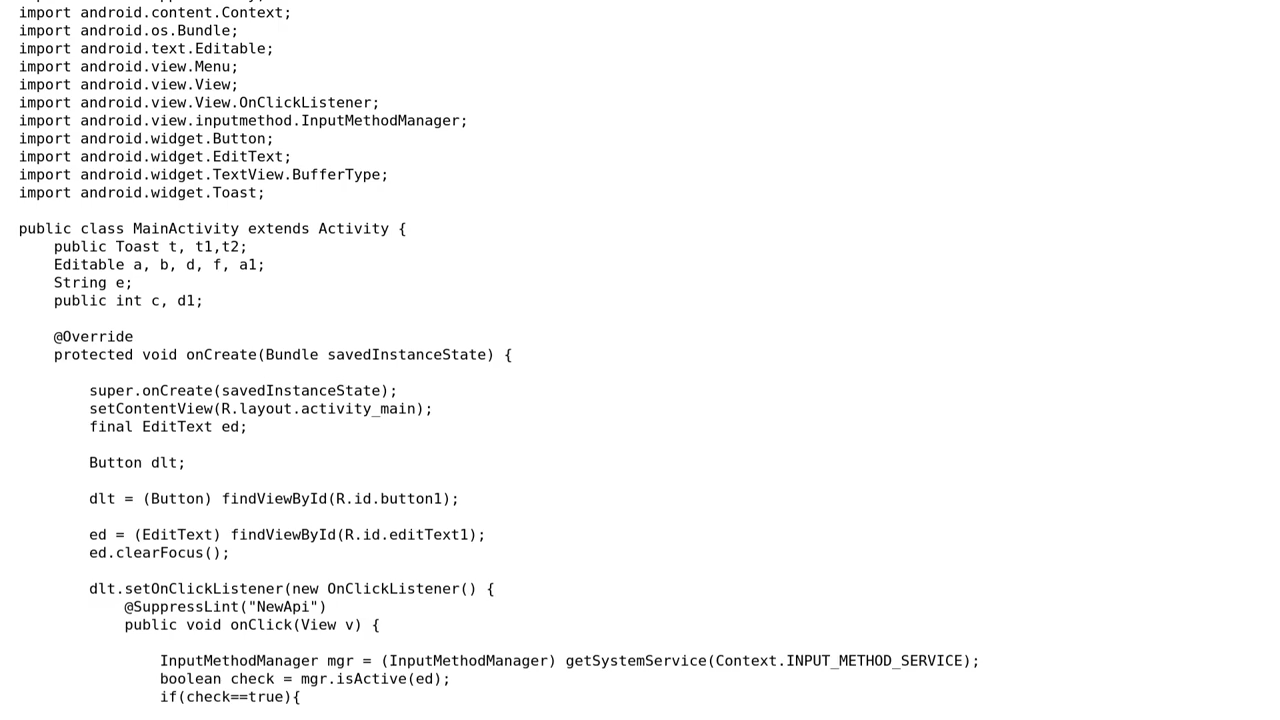 import android.content.Context;
import android.os.Bundle;
import android.text.Editable;
import android.view.Menu;
import android.view.View;
import android.view.View.OnClickListener;
import android.view.inputmethod.InputMethodManager;
import android.widget.Button;
import android.widget.EditText;
import android.widget.TextView.BufferType;
import android.widget.Toast;
public class MainActivity extends Activity {
public Toast t, t1,t2;
Editable a, b, d, f, a1;
String e;
public int c, d1;
@Override
protected void onCreate(Bundle savedInstanceState) {
super.onCreate(savedInstanceState);
setContentView(R.layout.activity_main);
final EditText ed;
Button dlt;
dlt = (Button) findViewById(R.id.button1);
ed = (EditText) findViewById(R.id.editText1);
ed.clearFocus();
dlt.setOnClickListener(new OnClickListener() {
@SuppressLint("NewApi")
public void onClick(View v) {
InputMethodManager mgr = (InputMethodManager) getSystemService(Context.INPUT_METHOD_SERVICE);
boolean check = mgr.isActive(ed);
if(check==true){